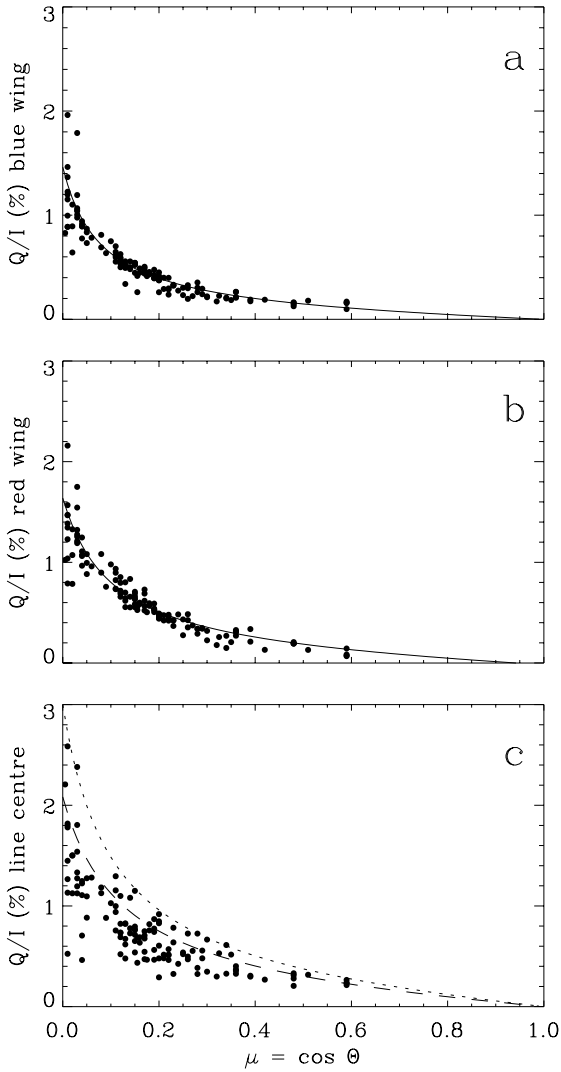 3
2
1
0
Q/I (%) blue wing
a
3
2
1
0
Q/I (%) red wing
b
3
2
1
0
Q/I (%) line centre
c
0.0 0.2 0.4 0.6 0.8 1.0
μ = cos Θ